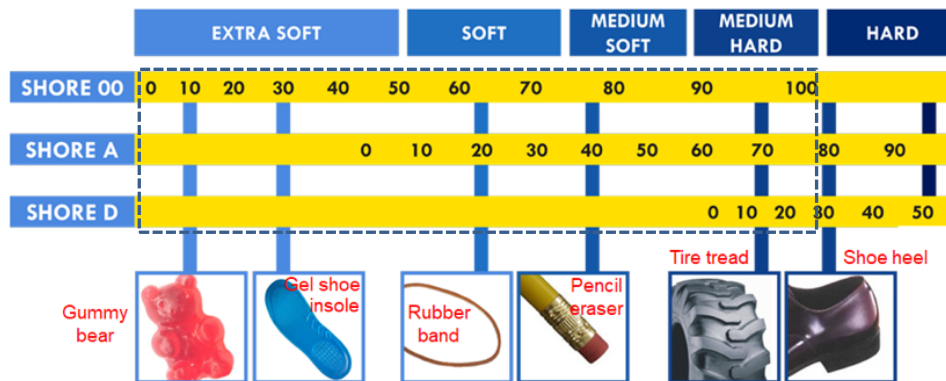 EXTRA SOFT
SOFT
MEDIUM
SOFT
MEDIUM
HARD
HARD
SHORE 00
0 10 20 30 40 50 60 70 80 90 100
SHORE A
0 10 20 30 40 50 60 70 80 90
SHORE D
0 10 20 30 40 50
Gummy
bear
Gel shoe
insole
Rubber
band
Pencil
eraser
Tire tread
Shoe heel